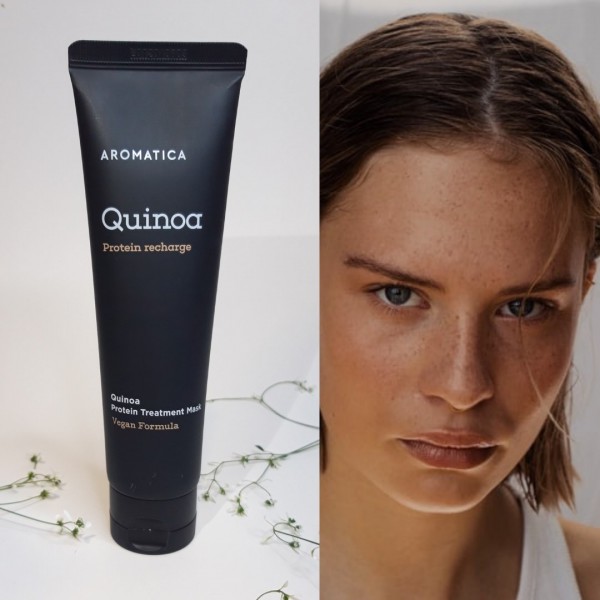 AROMATICA
Quinoa
Protein recharge
Quinoa
Protein Treatment Mask
Vegan Formula